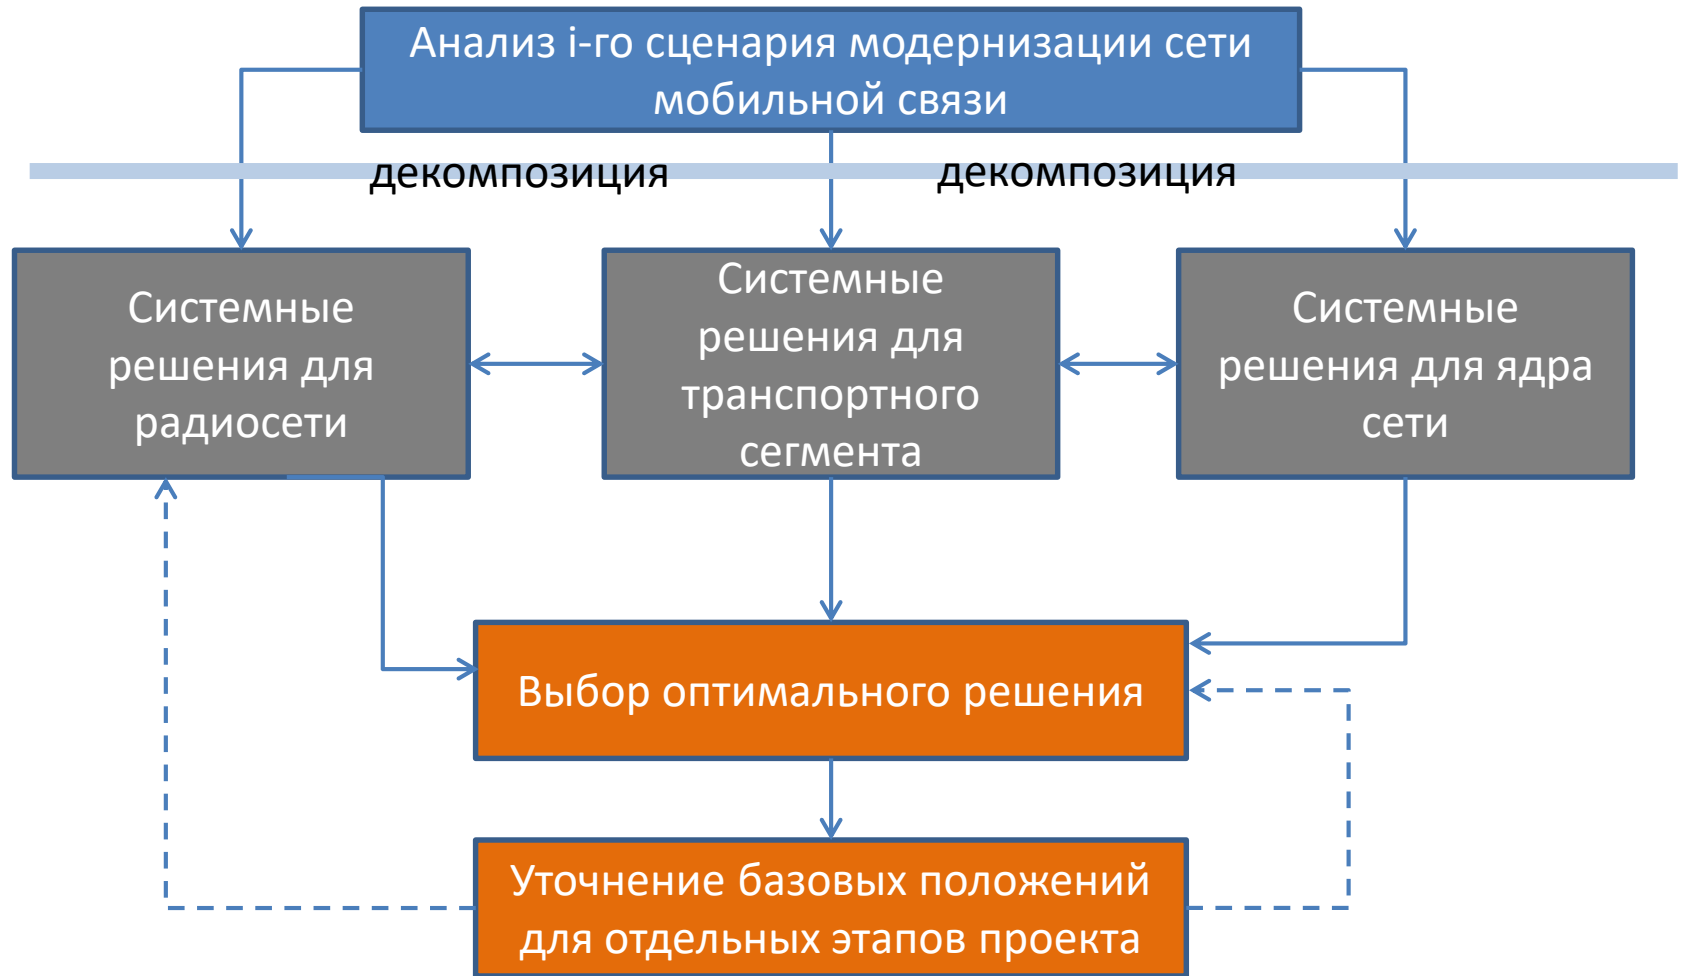 Анализ i-го сценария модернизации сети
мобильной связи
декомпозиция
декомпозиция
Системные
решения для
радиосети
Системные
решения для
транспортного
сегмента
Системные
решения для ядра
сети
Выбор оптимального решения
Уточнение базовых положений
для отдельных этапов проекта